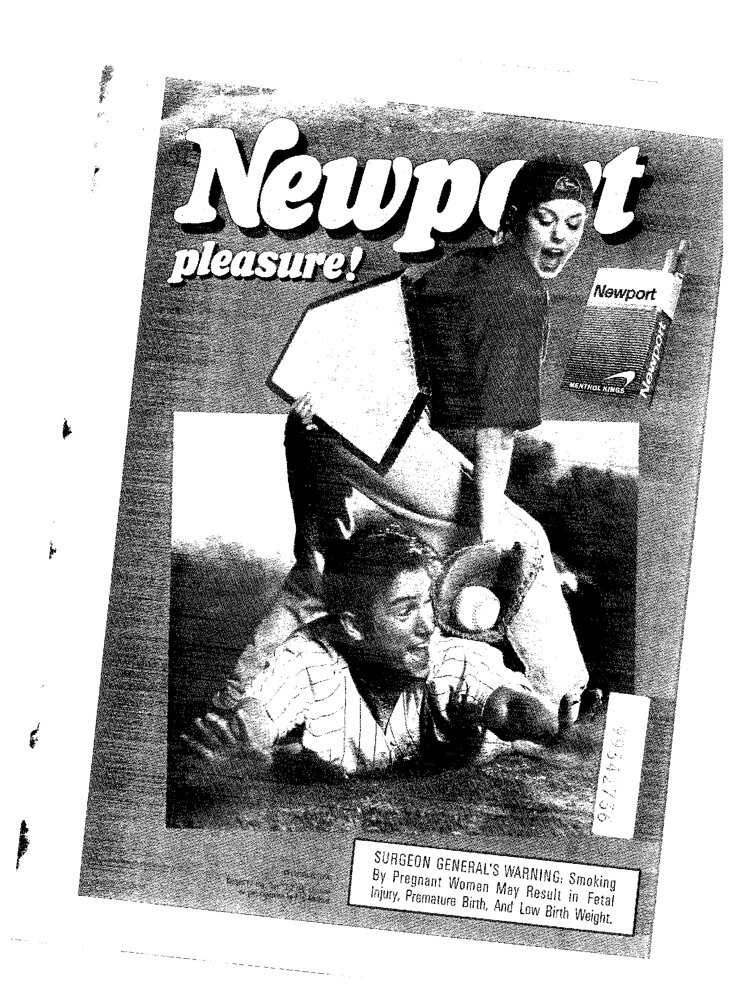 Newport
pleasure!
Newport
Newport
MENTHOL KINGS
99542756
SURGEON GENERAL'S WARNING: Smoking
By Pregnant Women May Result in Fetal
Injury, Premature Birth, And Low Birth Weight.